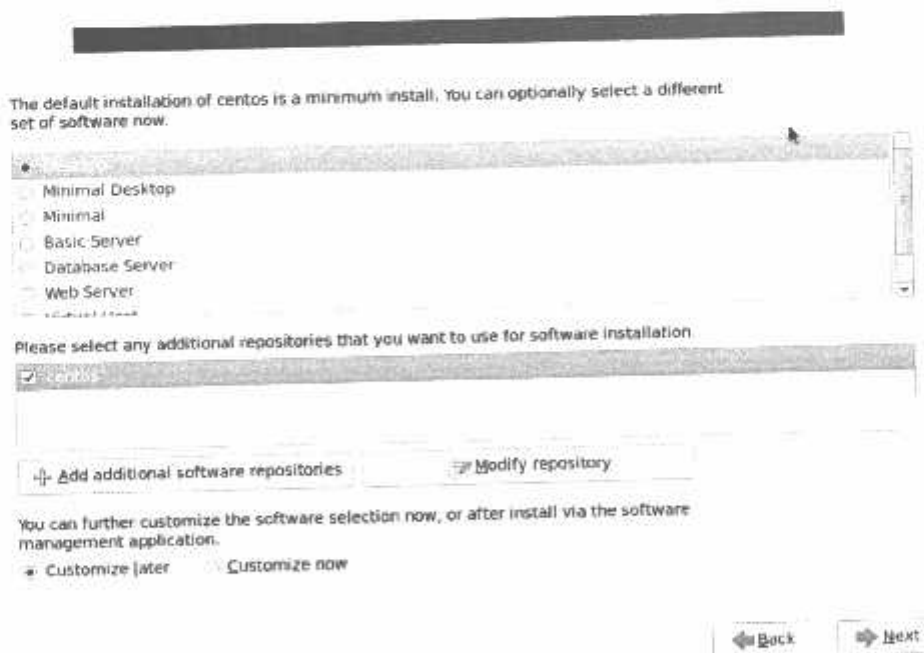 The default installation of centos is a minimum install. You can optionally select a different
set of software now.
Minimal Desktop
Minimal
Basic Server
Database Server
Web Server
Please select any additional repositories that you want to use for software installation
centos
Add additional software repositories
Modify repository
You can further customize the software selection now, or after install via the software
management application.
Customize later
Customize now
Back
Next